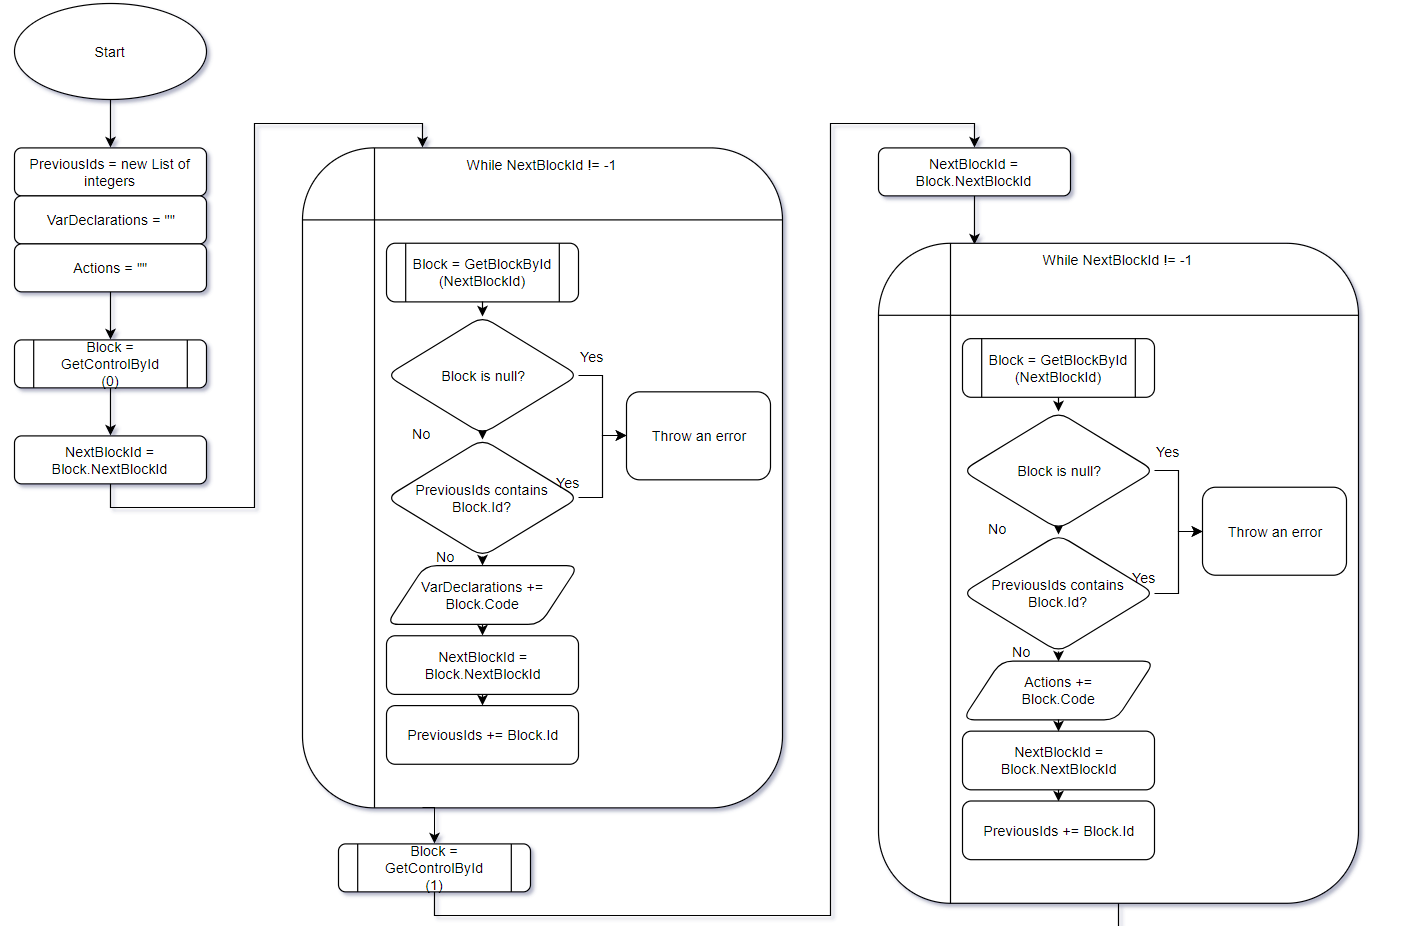 Start
PreviousIds = new List of
integers
VarDeclarations = ""
Actions = ""
Block =
GetControlById
(0)
NextBlockId =
Block.NextBlockId
While NextBlockId != -1
Block = GetBlockById
(NextBlockId)
Block is null?
Yes
No
Throw an error
PreviousIds contains
Block.Id?
Yes
No
VarDeclarations +=
Block.Code
NextBlockId =
Block.NextBlockId
PreviousIds += Block.Id
Block =
GetControlById
(1)
NextBlockId =
Block.NextBlockId
While NextBlockId != -1
Block = GetBlockById
(NextBlockId)
Block is null?
Yes
No
Throw an error
PreviousIds contains
Block.Id?
Yes
No
Actions +=
Block.Code
NextBlockId =
Block.NextBlockId
PreviousIds += Block.Id